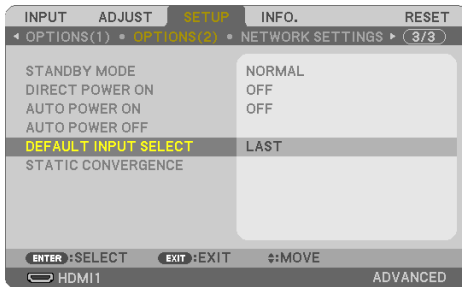 INPUT ADJUST SETUP INFO. RESET
◂ OPTIONS(1) • OPTIONS(2) • NETWORK SETTINGS ▸ 3/3
STANDBY MODE NORMAL
DIRECT POWER ON OFF
AUTO POWER ON OFF
AUTO POWER OFF
DEFAULT INPUT SELECT LAST
STATIC CONVERGENCE
ENTER :SELECT EXIT :EXIT ⬍:MOVE
HDMI1 ADVANCED